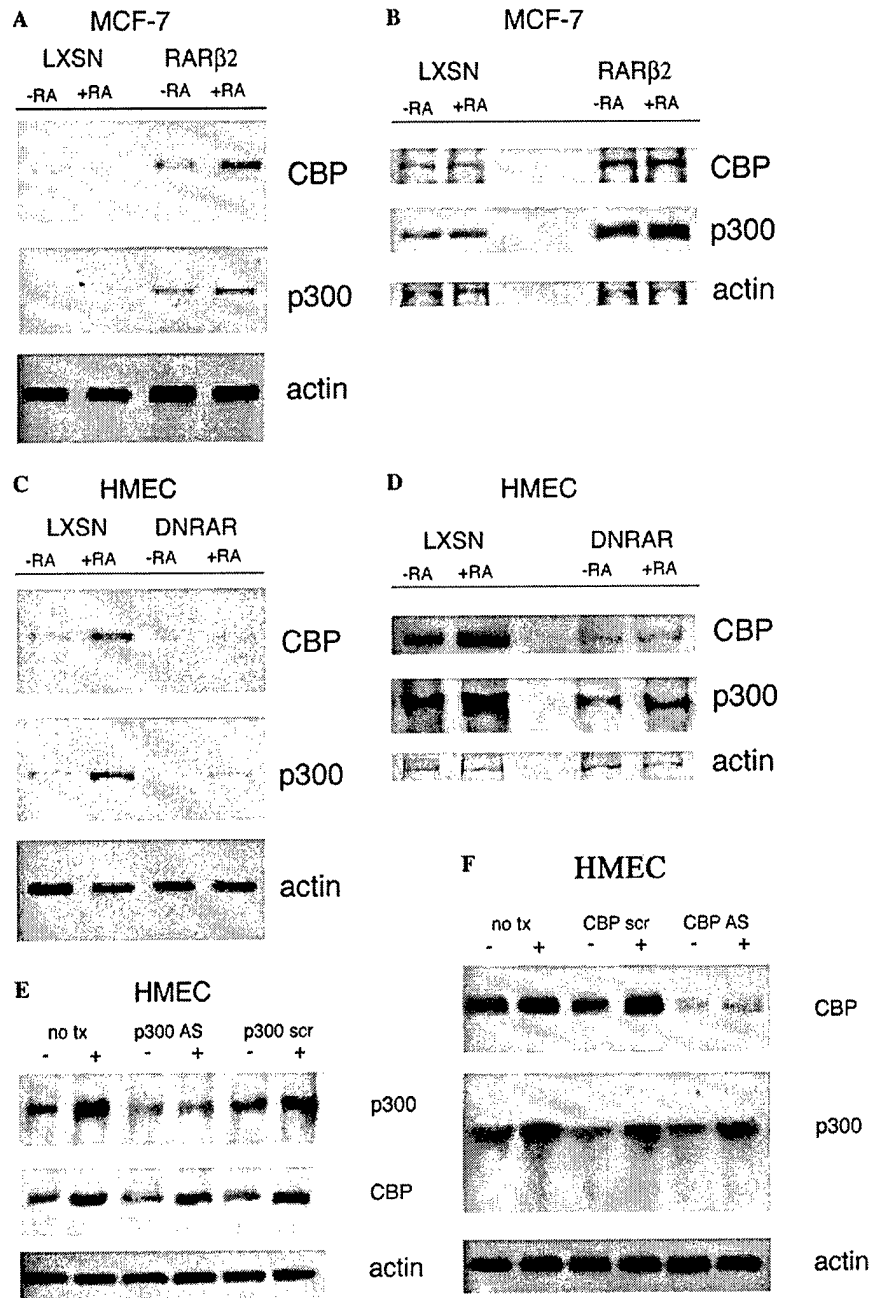 A MCF-7
LXSN RARβ2
-RA +RA -RA +RA
CBP
p300
actin
B MCF-7
LXSN RARβ2
-RA +RA -RA +RA
CBP
p300
actin
C HMEC
LXSN DNRAR
-RA +RA -RA +RA
CBP
p300
actin
D HMEC
LXSN DNRAR
-RA +RA -RA +RA
CBP
p300
actin
E HMEC
no tx p300 AS p300 scr
- + - + - +
p300
CBP
actin
F HMEC
no tx CBP scr CBP AS
- + - + - +
CBP
p300
actin